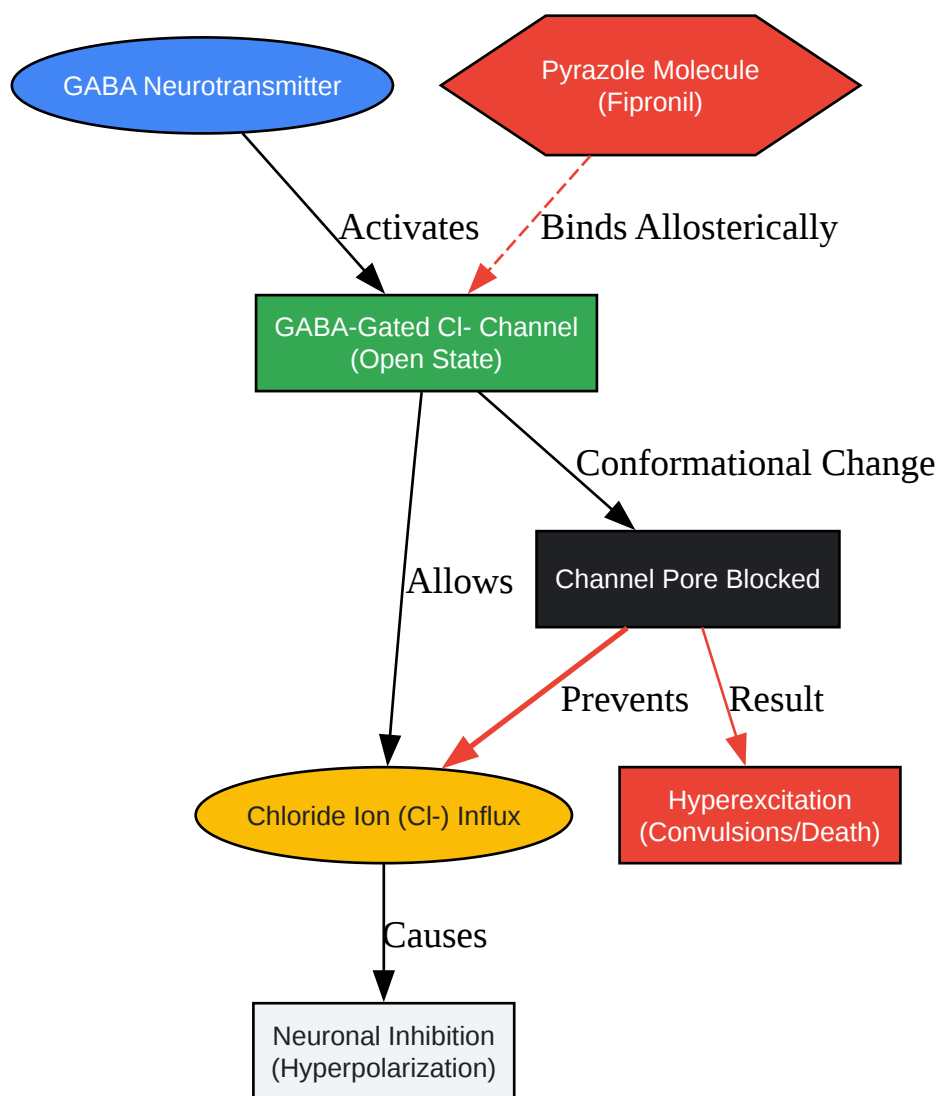 GABA Neurotransmitter
Pyrazole Molecule
(Fipronil)
Activates
Binds Allosterically
GABA-Gated Cl- Channel
(Open State)
Conformational Change
Channel Pore Blocked
Allows
Prevents
Result
Chloride Ion (Cl-) Influx
Hyperexcitation
(Convulsions/Death)
Causes
Neuronal Inhibition
(Hyperpolarization)